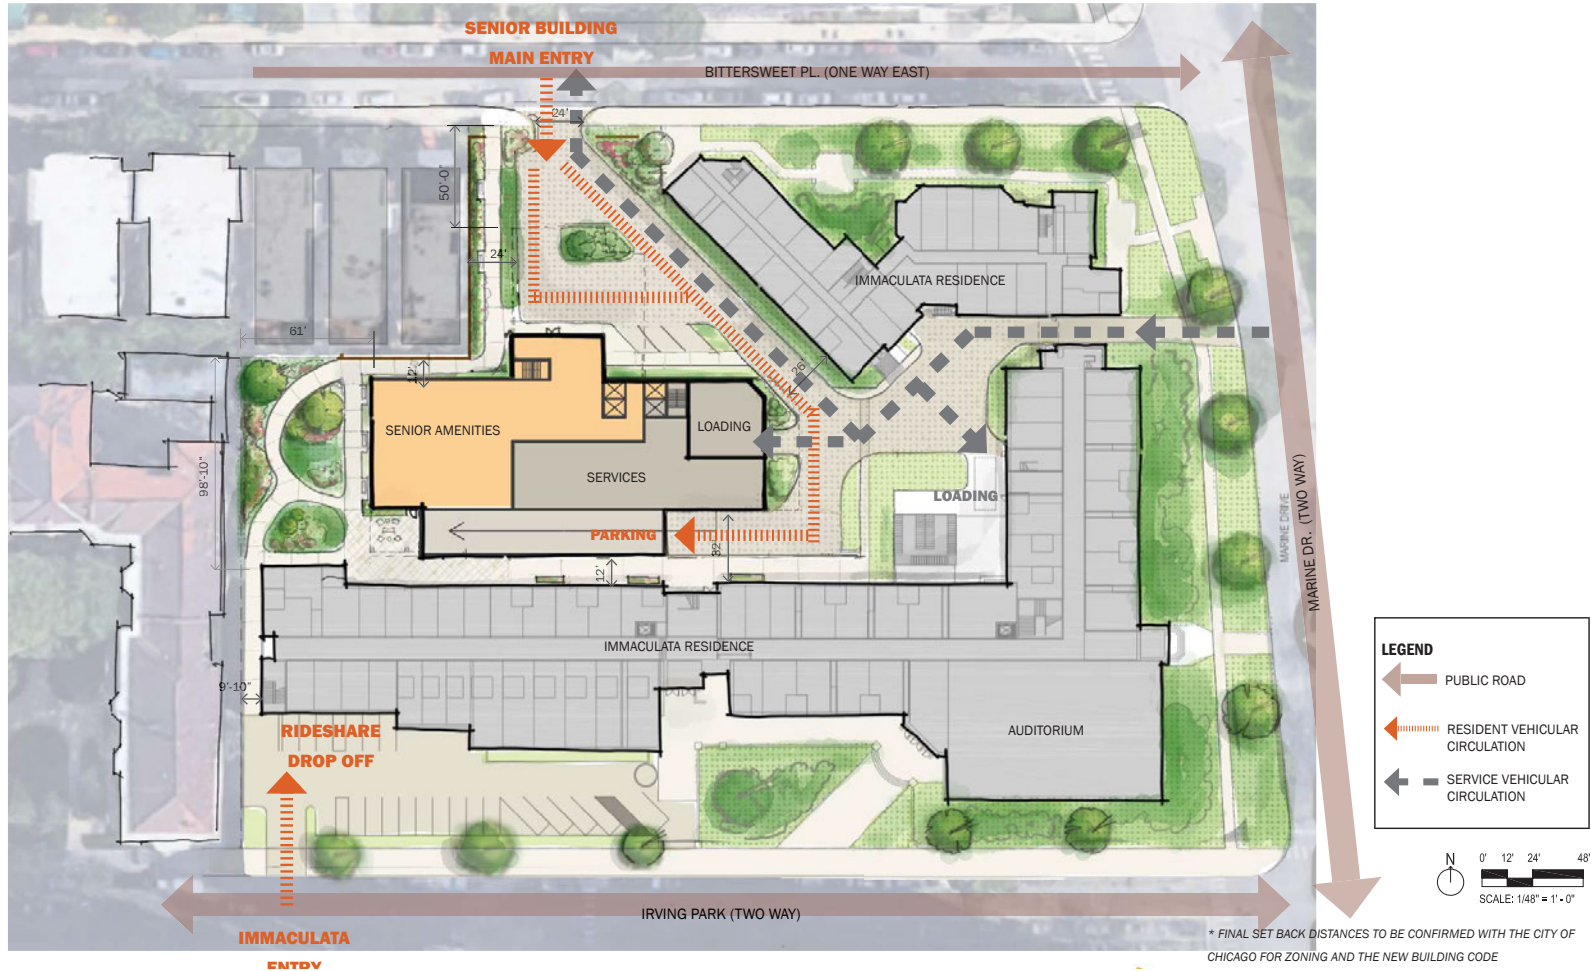 SENIOR BUILDING
MAIN ENTRY
BITTERSWEET PL. (ONE WAY EAST)
24'
50'-0"
24'
61'
12'
98'-10"
IMMACULATA RESIDENCE
26'
SENIOR AMENITIES
LOADING
SERVICES
LOADING
PARKING
32'
12'
MARINE DRIVE
MARINE DR. (TWO WAY)
IMMACULATA RESIDENCE
9'-10"
RIDESHARE
DROP OFF
AUDITORIUM
IRVING PARK (TWO WAY)
IMMACULATA
ENTRY
LEGEND
PUBLIC ROAD
RESIDENT VEHICULAR
CIRCULATION
SERVICE VEHICULAR
CIRCULATION
N
0' 12' 24' 48'
SCALE: 1/48" = 1' - 0"
* FINAL SET BACK DISTANCES TO BE CONFIRMED WITH THE CITY OF
CHICAGO FOR ZONING AND THE NEW BUILDING CODE